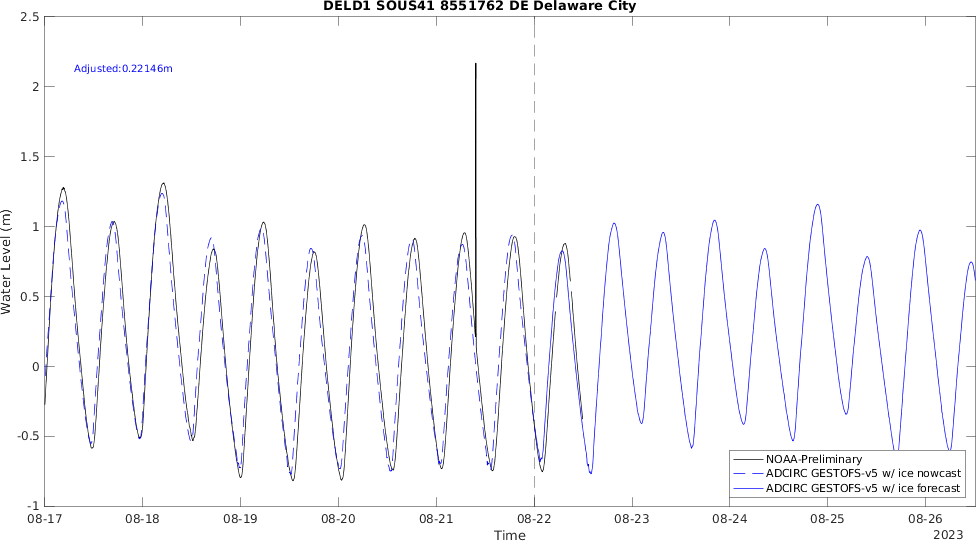 DELD1 SOUS41 8551762 DE Delaware City
2.5
Adjusted:0.22146m
2
1.5
1
0.5
0
-0.5
-1
Water Level (m)
NOAA-Preliminary
ADCIRC GESTOFS-v5 w/ ice nowcast
ADCIRC GESTOFS-v5 w/ ice forecast
08-17 08-18 08-19 08-20 08-21 08-22 08-23 08-24 08-25 08-26
Time
2023